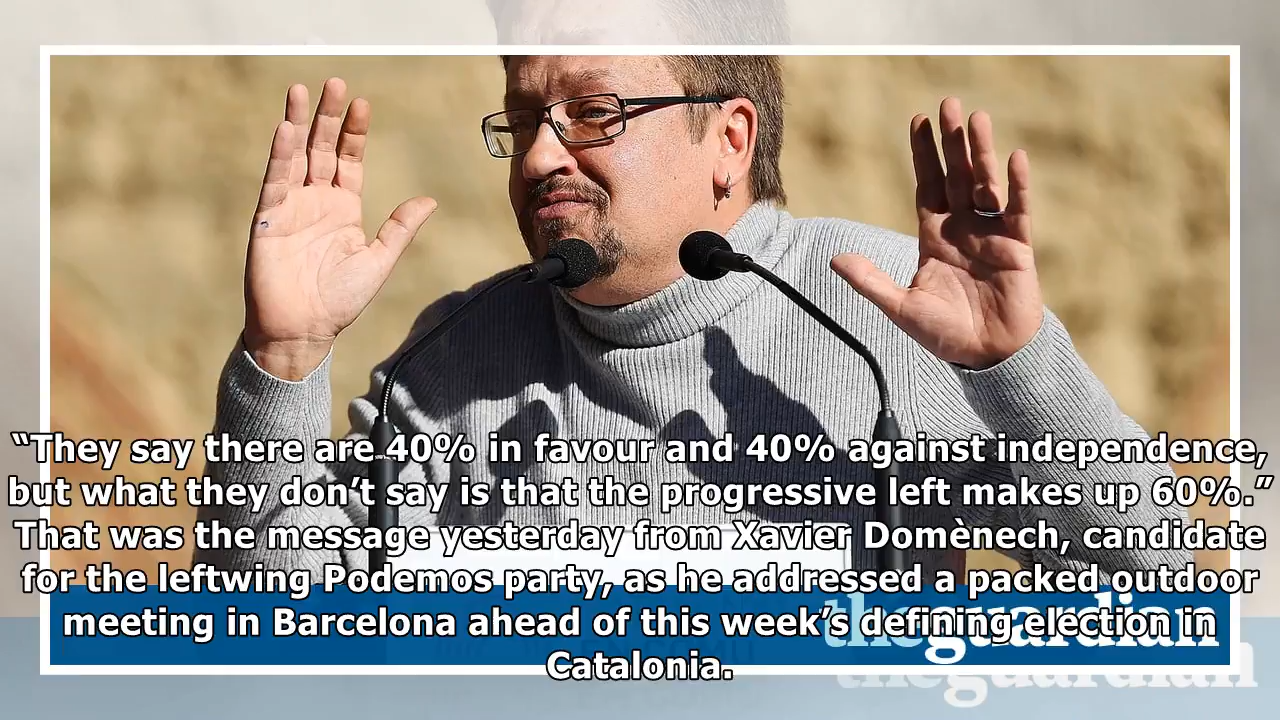 “They say there are 40% in favour and 40% against independence,
but what they don’t say is that the progressive left makes up 60%.”
That was the message yesterday from Xavier Domènech, candidate
for the leftwing Podemos party, as he addressed a packed outdoor
meeting in Barcelona ahead of this week’s defining election in
Catalonia.
theguardian
theguardian